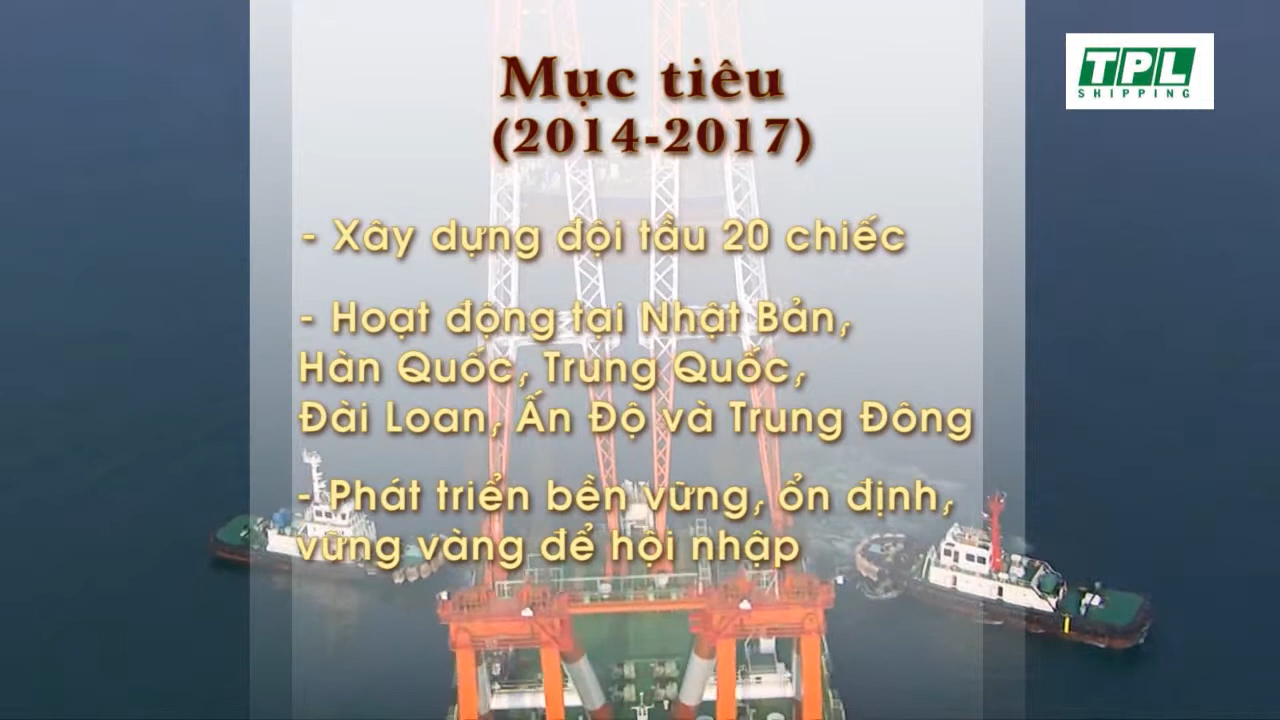 Mục tiêu
(2014-2017)
TPL
SHIPPING
- Xây dựng đội tầu 20 chiếc
- Hoạt động tại Nhật Bản,
Hàn Quốc, Trung Quốc,
Đài Loan, Ấn Độ và Trung Đông
- Phát triển bền vững, ổn định,
vững vàng để hội nhập